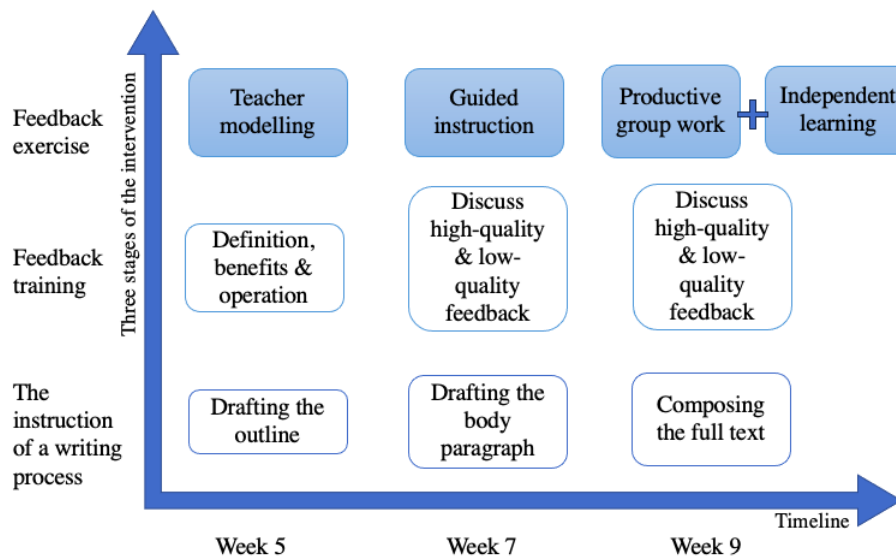 Three stages of the intervention
Feedback
exercise
Teacher
modelling
Guided
instruction
Productive
group work
Independent
learning
Feedback
training
Definition,
benefits &
operation
Discuss
high-quality
& low-
quality
feedback
Discuss
high-quality
& low-
quality
feedback
The
instruction
of a writing
process
Drafting the
outline
Drafting the
body
paragraph
Composing
the full text
Timeline
Week 5
Week 7
Week 9